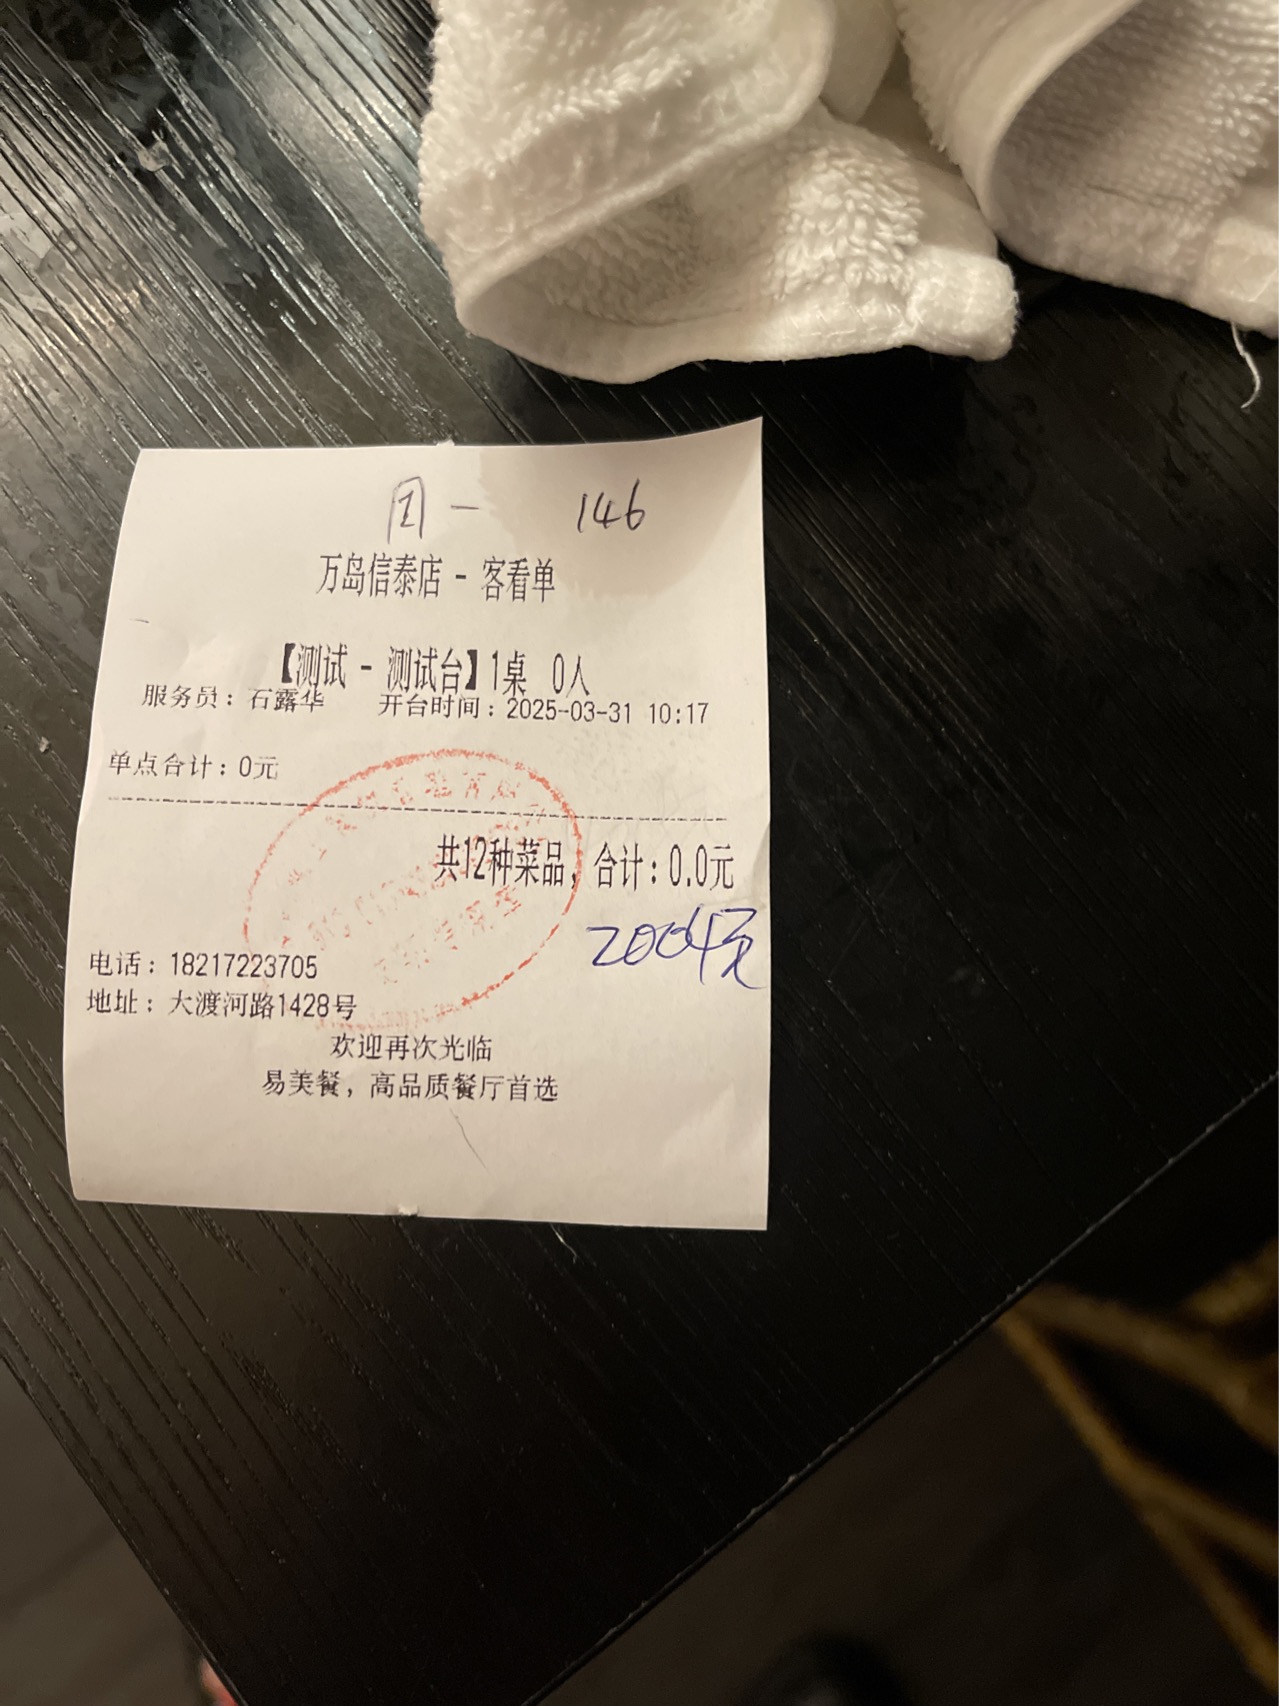 146
万岛信泰店 - 客看单
【测试 - 测试台】1桌 0人
服务员：石露华 开台时间：2025-03-31 10:17
单点合计：0元
共12种菜品，合计：0.0元
2004元
电话：18217223705
地址：大渡河路1428号
欢迎再次光临
易美餐，高品质餐厅首选